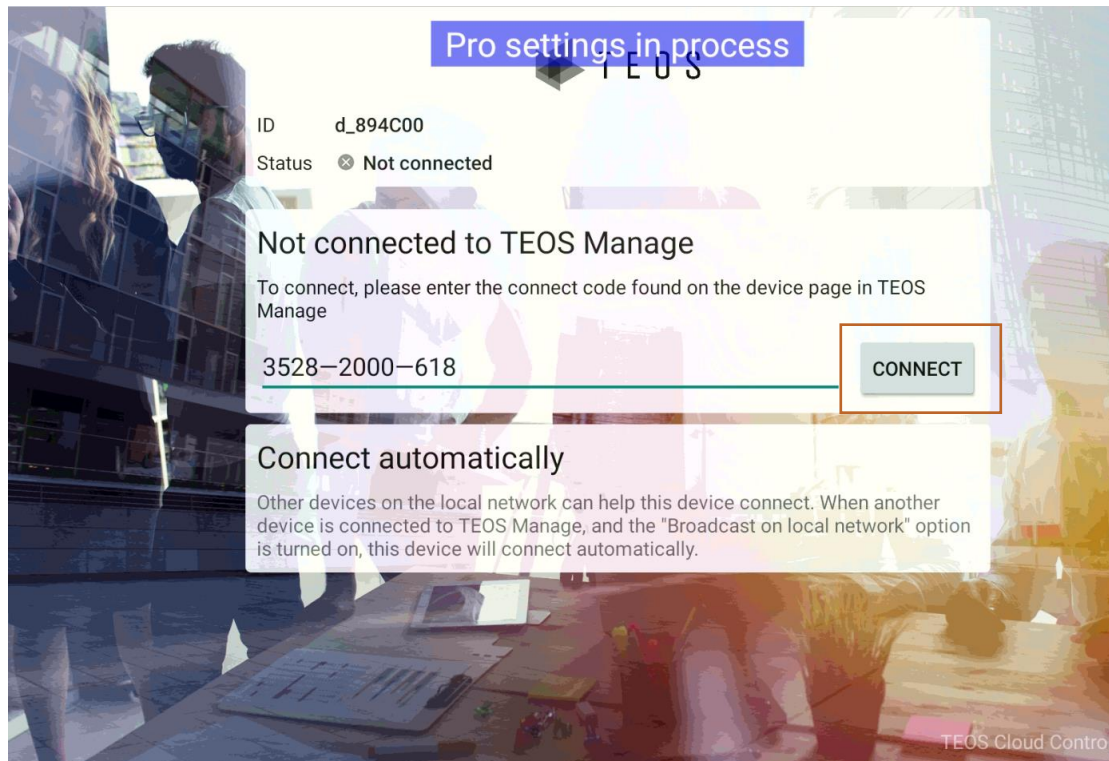 Pro settings in process
TEOS
ID d_894C00
Status Not connected
Not connected to TEOS Manage
To connect, please enter the connect code found on the device page in TEOS
Manage
3528—2000—618
CONNECT
Connect automatically
Other devices on the local network can help this device connect. When another
device is connected to TEOS Manage, and the "Broadcast on local network" option
is turned on, this device will connect automatically.
TEOS Cloud Contro